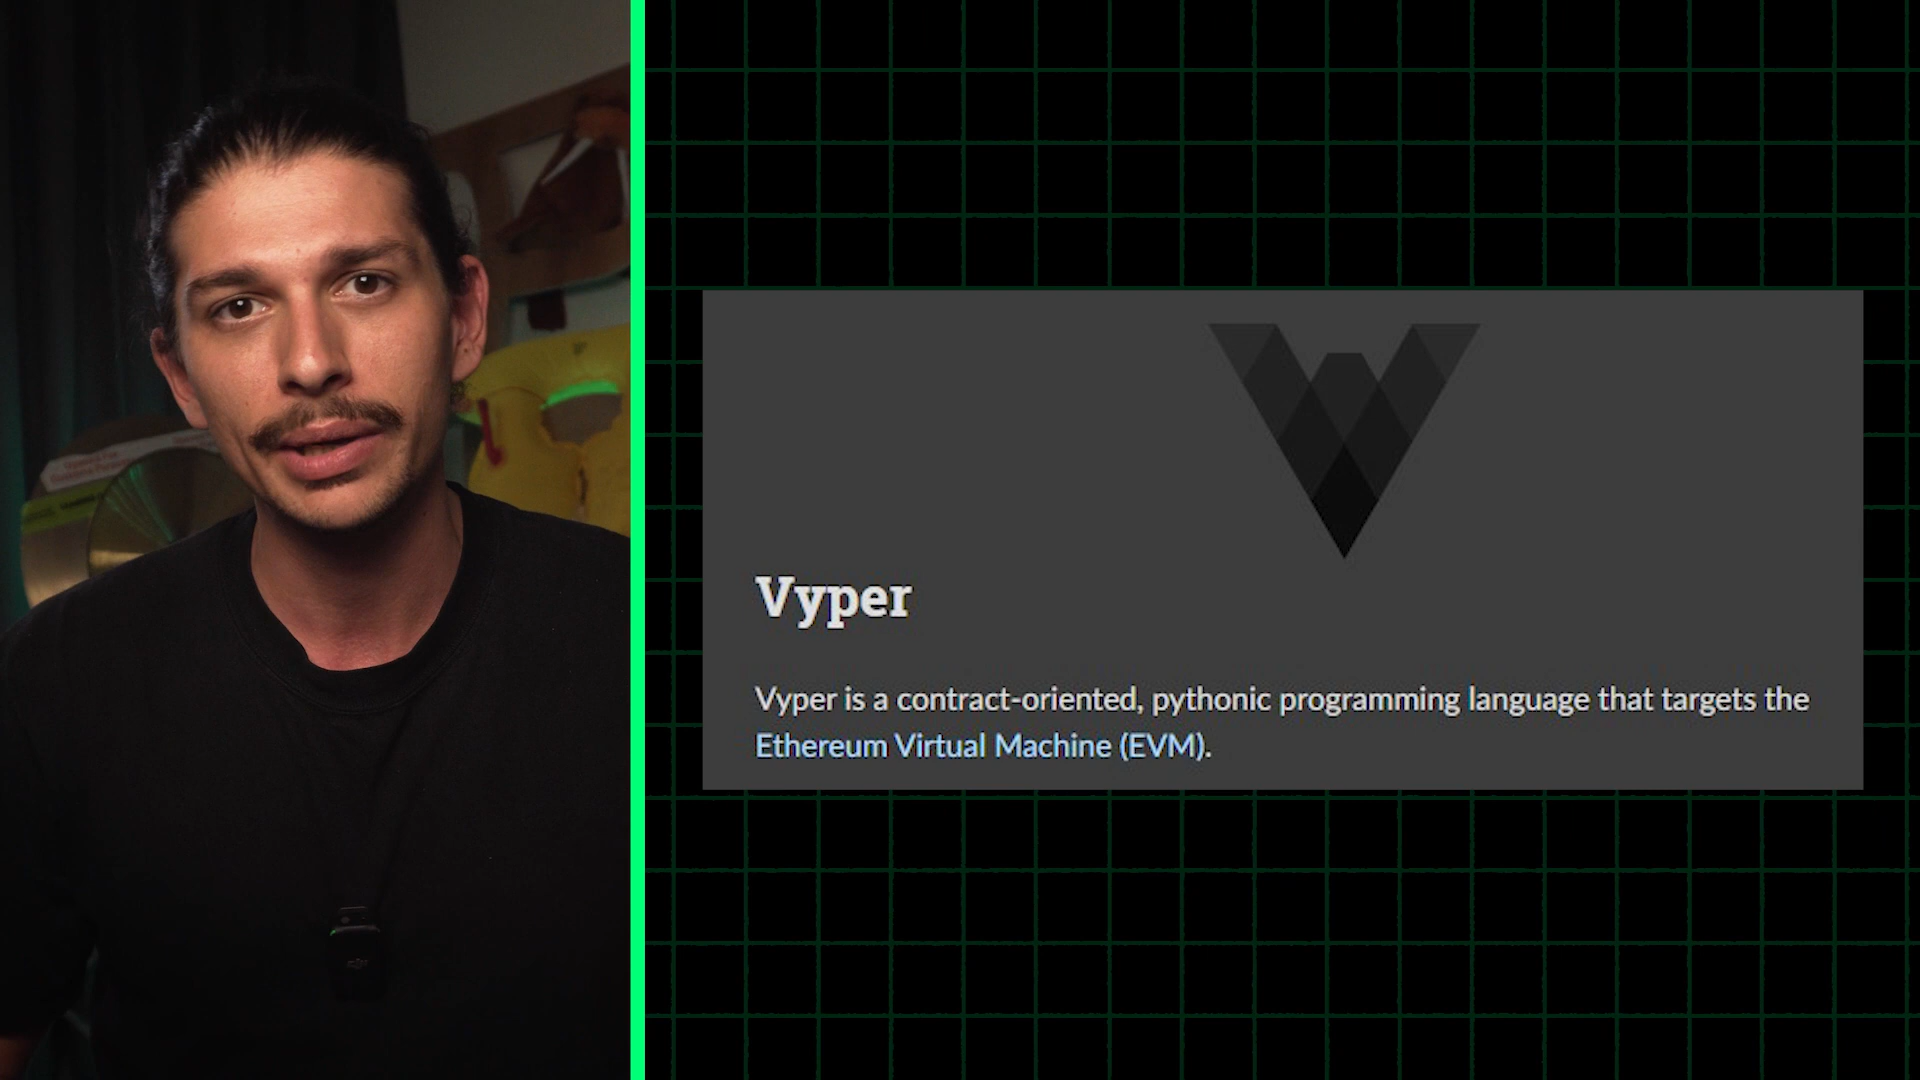 Vyper
Vyper is a contract-oriented, pythonic programming language that targets the
Ethereum Virtual Machine (EVM).